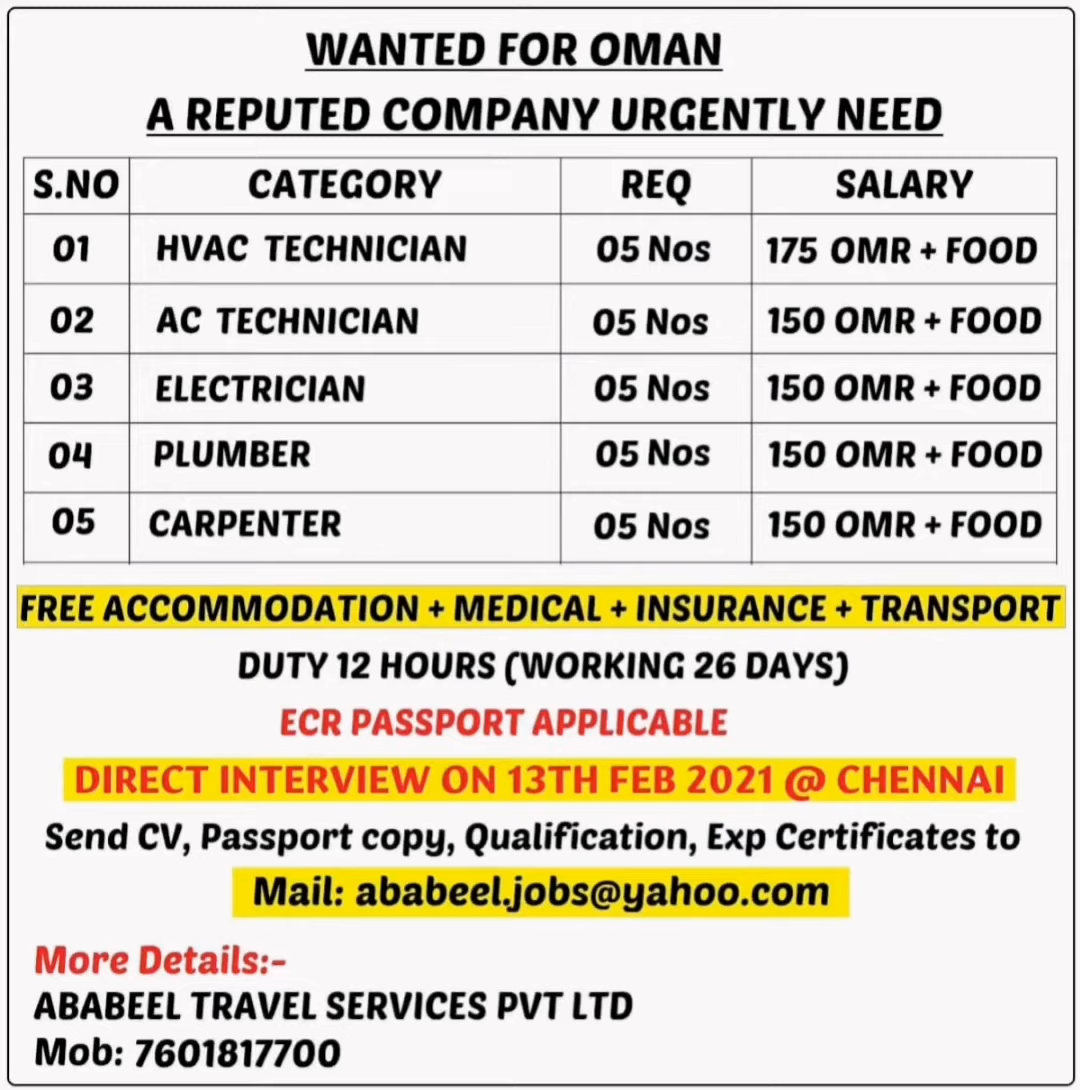 WANTED FOR OMAN
A REPUTED COMPANY URGENTLY NEED
S.NO CATEGORY REQ SALARY
01 HVAC TECHNICIAN 05 Nos 175 OMR + FOOD
02 AC TECHNICIAN 05 Nos 150 OMR + FOOD
03 ELECTRICIAN 05 Nos 150 OMR + FOOD
04 PLUMBER 05 Nos 150 OMR + FOOD
05 CARPENTER 05 Nos 150 OMR + FOOD
FREE ACCOMMODATION + MEDICAL + INSURANCE + TRANSPORT
DUTY 12 HOURS (WORKING 26 DAYS)
ECR PASSPORT APPLICABLE
DIRECT INTERVIEW ON 13TH FEB 2021 @ CHENNAI
Send CV, Passport copy, Qualification, Exp Certificates to
Mail: ababeel.jobs@yahoo.com
More Details:-
ABABEEL TRAVEL SERVICES PVT LTD
Mob: 7601817700